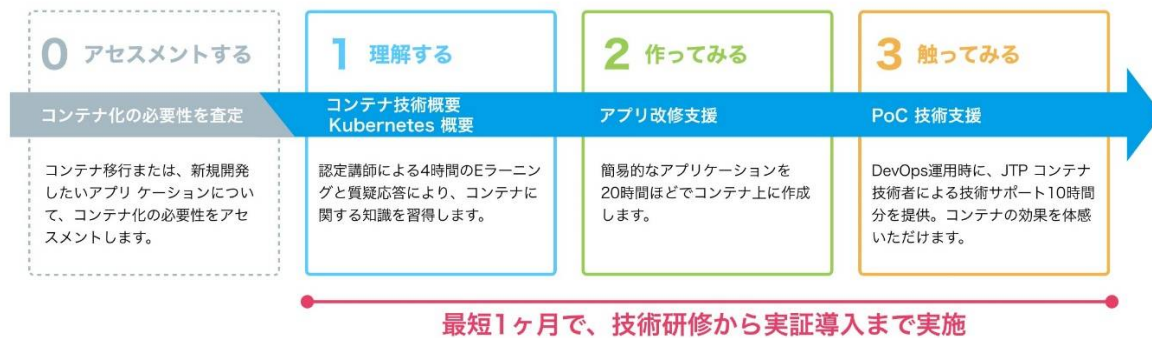 0 アセスメントする
コンテナ化の必要性を査定
コンテナ移行または、新規開発
したいアプリ ケーションについ
て、コンテナ化の必要性をアセ
スメントします。
1 理解する
コンテナ技術概要
Kubernetes 概要
認定講師による4時間のEラーニン
グと質疑応答により、コンテナに
関する知識を習得します。
2 作ってみる
アプリ改修支援
簡易的なアプリケーションを
20時間ほどでコンテナ上に作成
します。
3 触ってみる
PoC 技術支援
DevOps運用時に、JTP コンテナ
技術者による技術サポート10時間
分を提供。コンテナの効果を体感
いただけます。
最短1ヶ月で、技術研修から実証導入まで実施